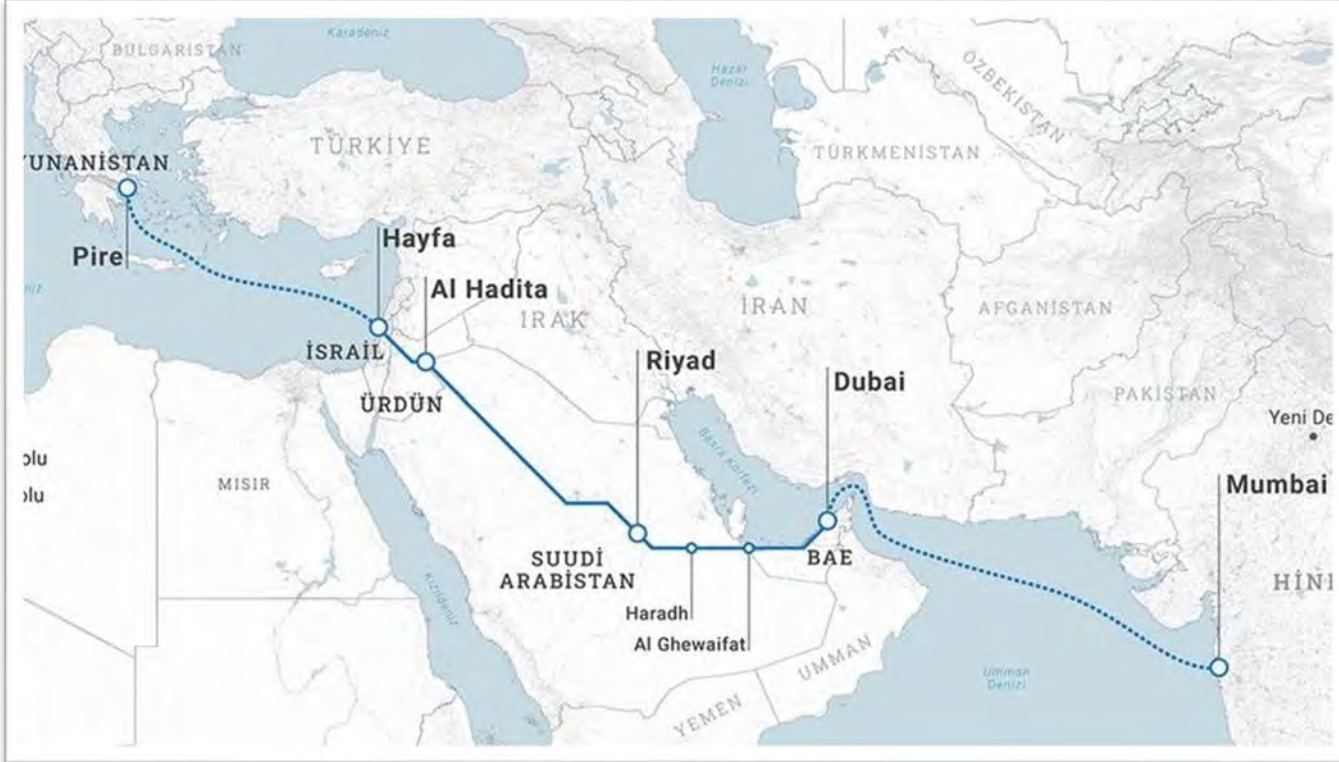 BULGARİSTAN
Karadeniz
Hazar
Denizi
ÖZBEKİSTAN
TÜRKİYE
TÜRKMENİSTAN
YUNANİSTAN
Pire
Hayfa
Al Hadita
IRAK
İRAN
AFGANİSTAN
niz
İSRAİL
ÜRDÜN
Riyad
Dubai
PAKİSTAN
Yeni De
Basra Körfezi
olu
olu
MISIR
Mumbai
SUUDİ
ARABİSTAN
BAE
HİNI
Haradh
Al Ghewaifat
Kızıldeniz
UMMAN
Umman
Denizi
YEMEN